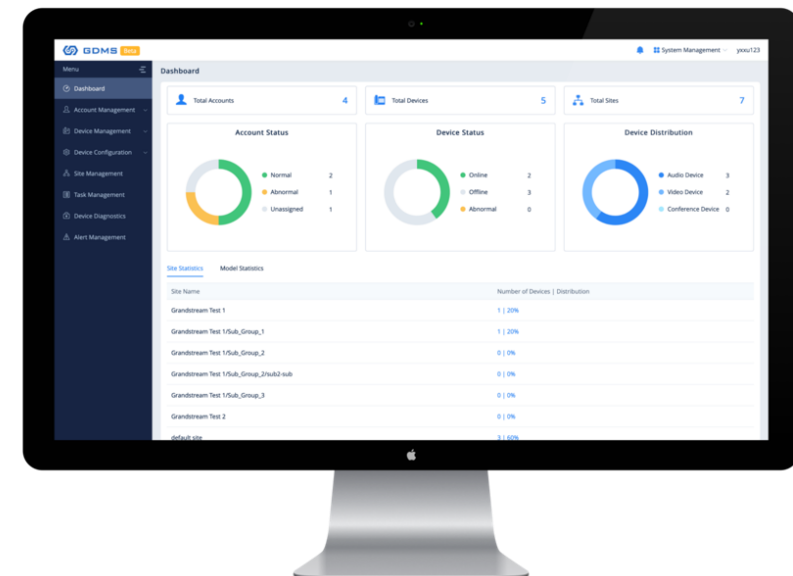 GDMS Beta
System Management yxxu123
Menu
Dashboard
Account Management
Device Management
Device Configuration
Site Management
Task Management
Device Diagnostics
Alert Management
Dashboard
Total Accounts 4
Total Devices 5
Total Sites 7
Account Status
Normal 2
Abnormal 1
Unassigned 1
Device Status
Online 2
Offline 3
Abnormal 0
Device Distribution
Audio Device 3
Video Device 2
Conference Device 0
Site Statistics Model Statistics
Site Name Number of Devices | Distribution
Grandstream Test 1 1 | 20%
Grandstream Test 1/Sub_Group_1 1 | 20%
Grandstream Test 1/Sub_Group_2 0 | 0%
Grandstream Test 1/Sub_Group_2/sub2-sub 0 | 0%
Grandstream Test 1/Sub_Group_3 0 | 0%
Grandstream Test 2 0 | 0%
default site 3 | 60%